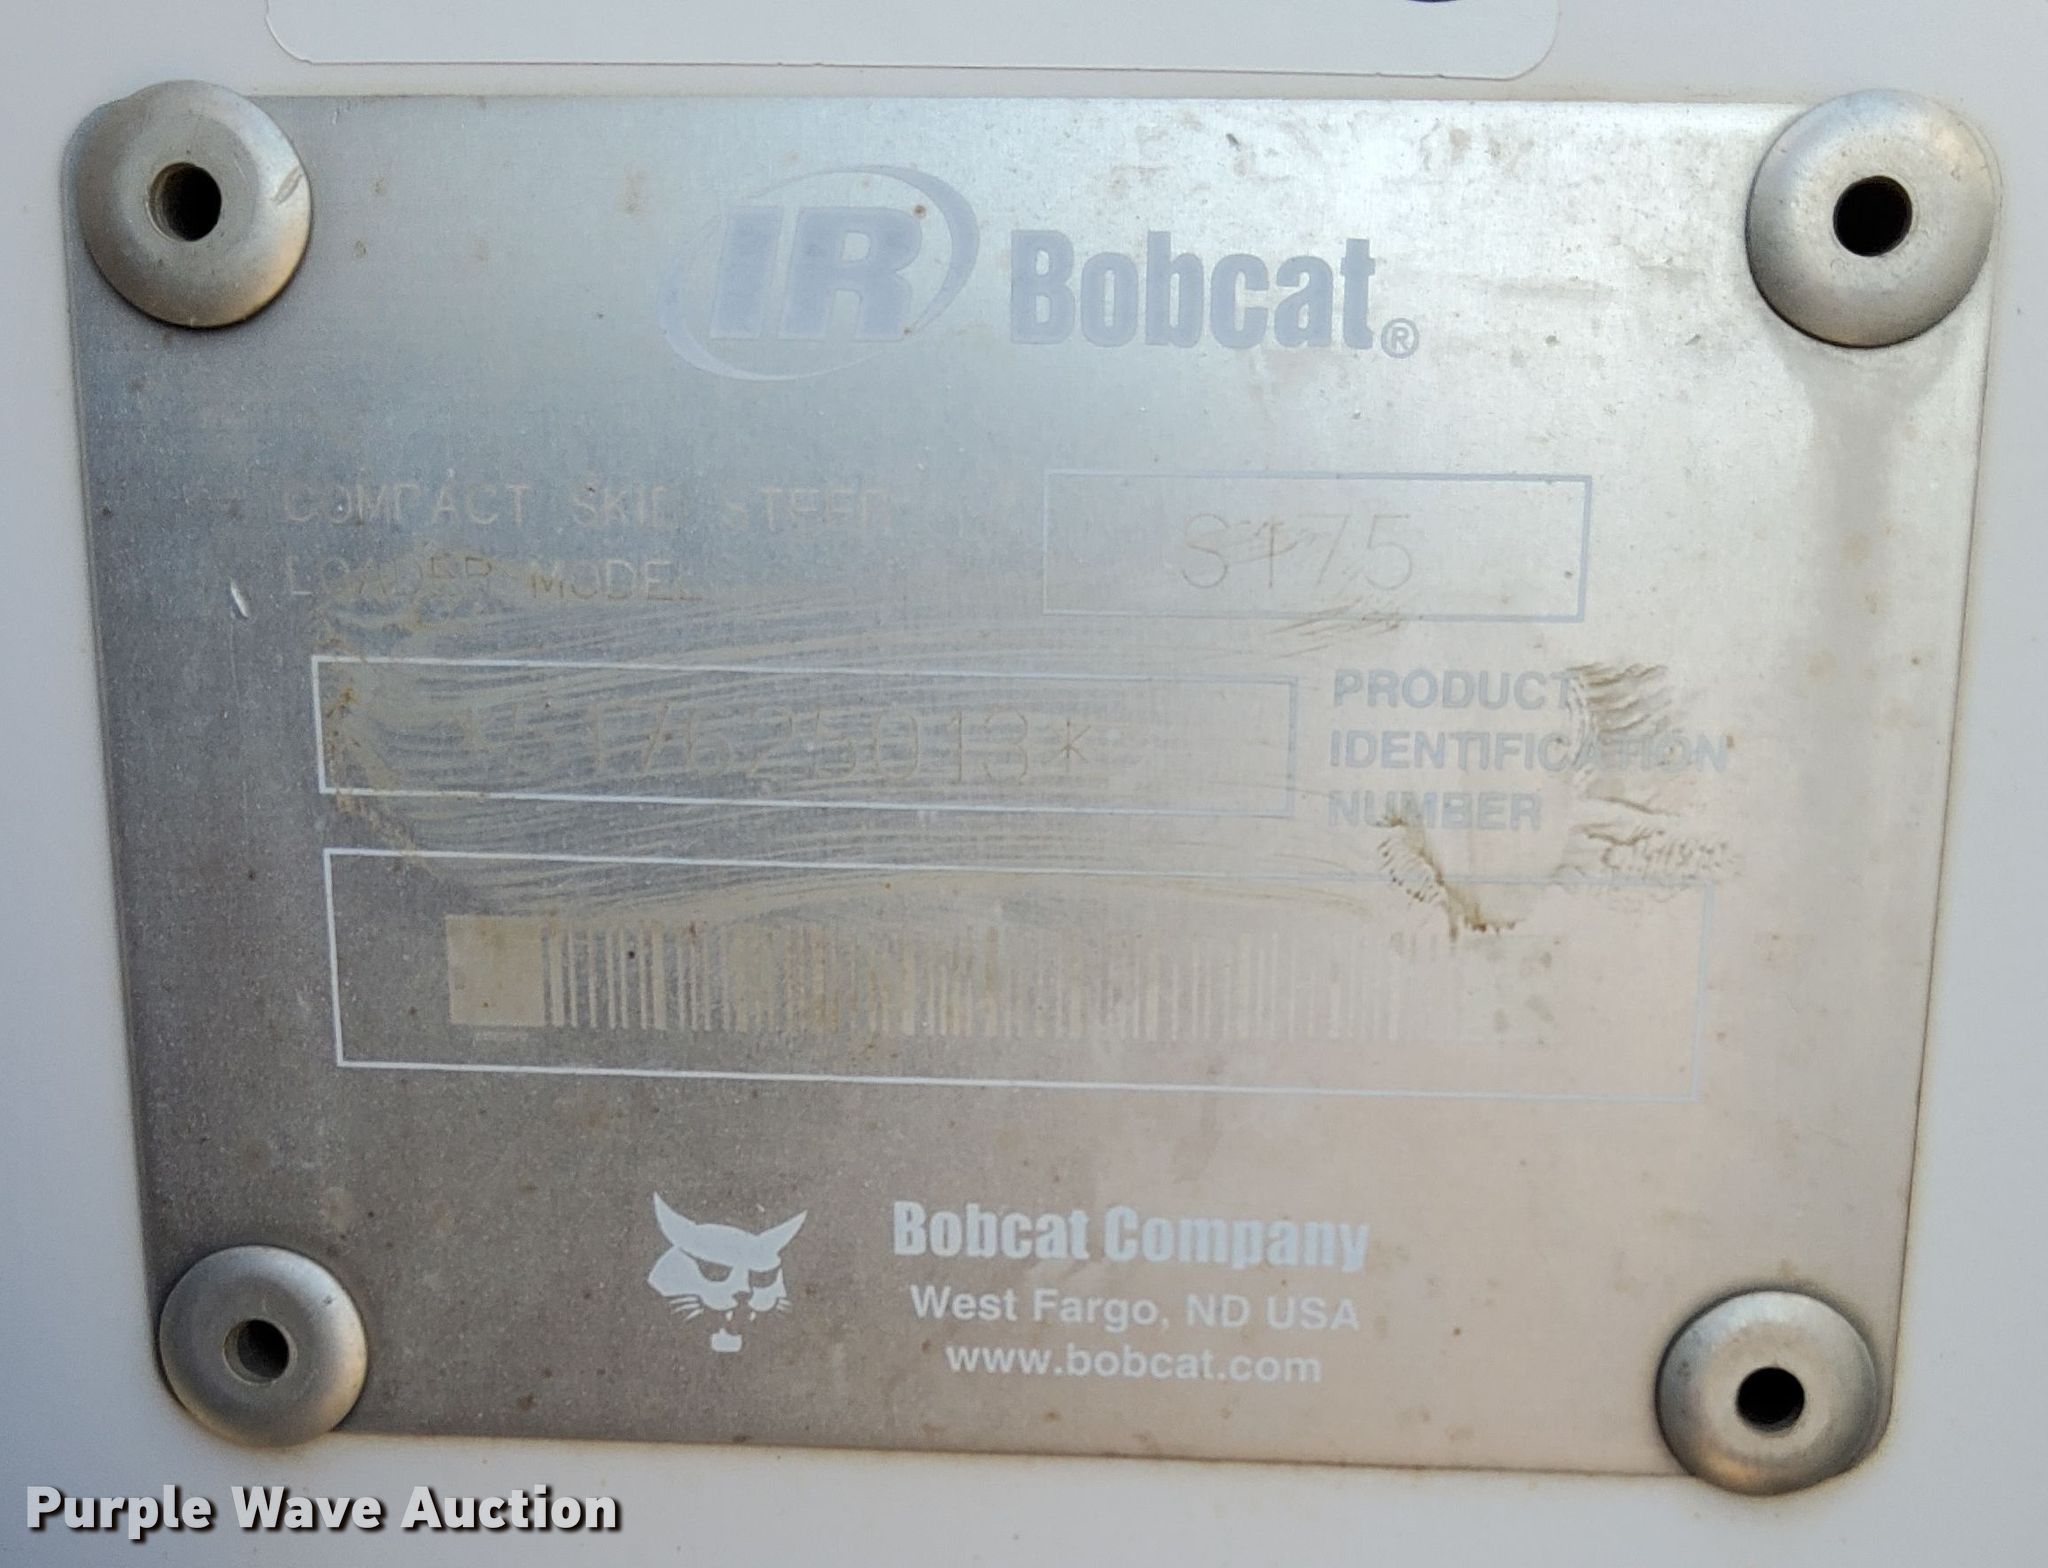 IR Bobcat®
COMPACT SKID STEER
LOADER MODEL
S175
PRODUCT
IDENTIFICATION
NUMBER
Bobcat Company
West Fargo, ND USA
www.bobcat.com
Purple Wave Auction